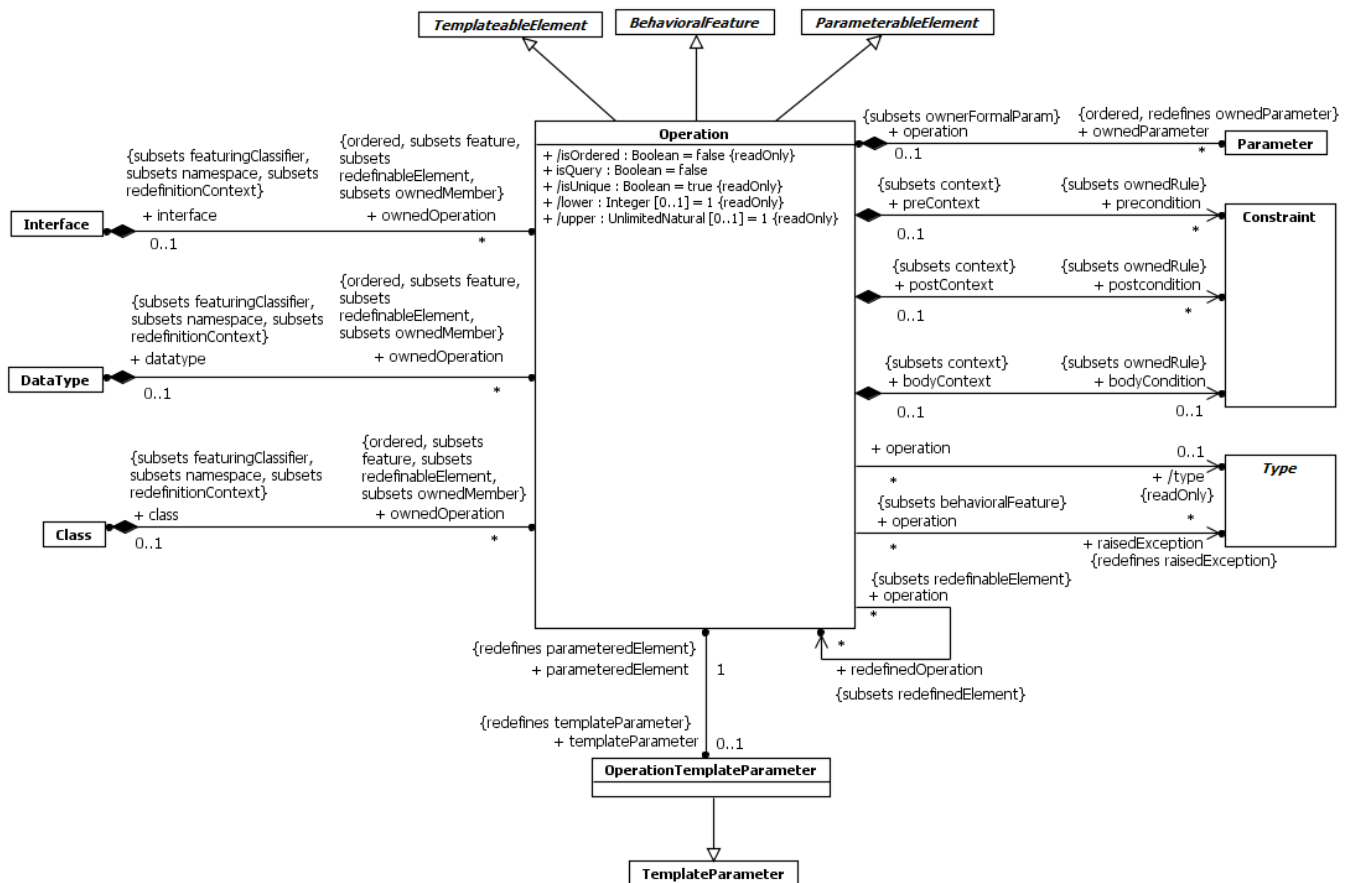 TemplateableElement
BehavioralFeature
ParameterableElement
Operation
+ /isOrdered : Boolean = false {readOnly}
+ isQuery : Boolean = false
+ /isUnique : Boolean = true {readOnly}
+ /lower : Integer [0..1] = 1 {readOnly}
+ /upper : UnlimitedNatural [0..1] = 1 {readOnly}
{subsets featuringClassifier,
subsets namespace, subsets
redefinitionContext}
+ interface
0..1
Interface
{ordered, subsets feature,
subsets
redefinableElement,
subsets ownedMember}
+ ownedOperation
*
{subsets featuringClassifier,
subsets namespace, subsets
redefinitionContext}
+ datatype
0..1
DataType
{ordered, subsets feature,
subsets
redefinableElement,
subsets ownedMember}
+ ownedOperation
*
{subsets featuringClassifier,
subsets namespace, subsets
redefinitionContext}
+ class
0..1
Class
{ordered, subsets
feature, subsets
redefinableElement,
subsets ownedMember}
+ ownedOperation
*
{subsets ownerFormalParam}
+ operation
0..1
{ordered, redefines ownedParameter}
+ ownedParameter
*
Parameter
{subsets context}
+ preContext
0..1
{subsets ownedRule}
+ precondition
*
Constraint
{subsets context}
+ postContext
0..1
{subsets ownedRule}
+ postcondition
*
{subsets context}
+ bodyContext
0..1
{subsets ownedRule}
+ bodyCondition
0..1
+ operation
*
0..1
+ /type
{readOnly}
Type
{subsets behavioralFeature}
+ operation
*
*
+ raisedException
{redefines raisedException}
{subsets redefinableElement}
+ operation
*
*
+ redefinedOperation
{subsets redefinedElement}
{redefines parameteredElement}
+ parameteredElement
1
{redefines templateParameter}
+ templateParameter
0..1
OperationTemplateParameter
TemplateParameter